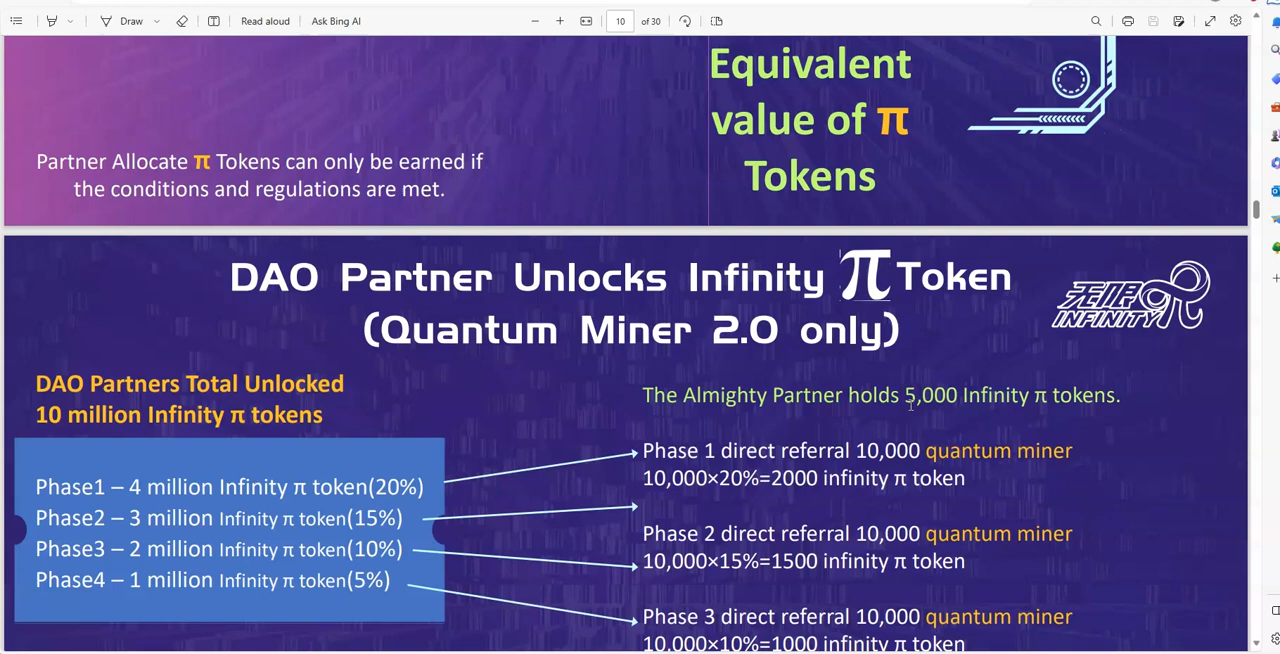 Draw
Read aloud
Ask Bing AI
10 of 30
Equivalent
value of π
Tokens
Partner Allocate π Tokens can only be earned if
the conditions and regulations are met.
DAO Partner Unlocks Infinity π Token
(Quantum Miner 2.0 only)
无限
INFINITY
DAO Partners Total Unlocked
10 million Infinity π tokens
Phase1 – 4 million Infinity π token(20%)
Phase2 – 3 million Infinity π token(15%)
Phase3 – 2 million Infinity π token(10%)
Phase4 – 1 million Infinity π token(5%)
The Almighty Partner holds 5,000 Infinity π tokens.
Phase 1 direct referral 10,000 quantum miner
10,000×20%=2000 infinity π token
Phase 2 direct referral 10,000 quantum miner
10,000×15%=1500 infinity π token
Phase 3 direct referral 10,000 quantum miner
10,000×10%=1000 infinity π token